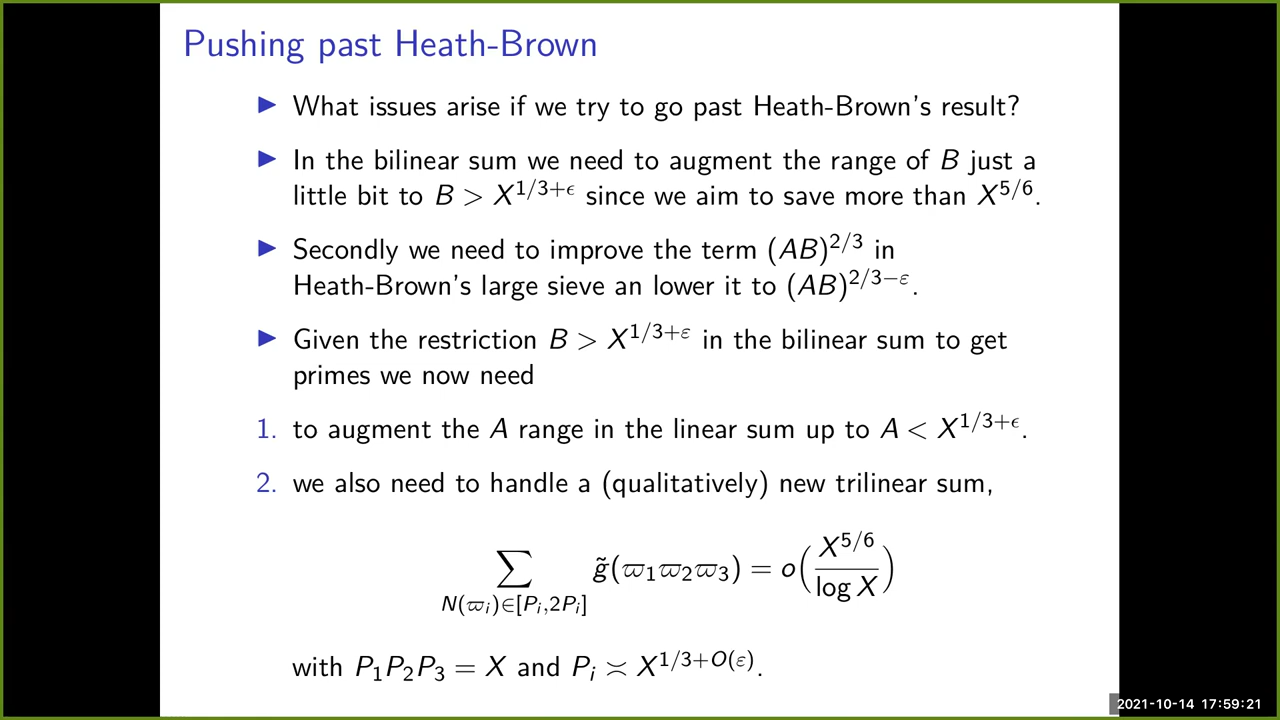 Pushing past Heath-Brown
▶ What issues arise if we try to go past Heath-Brown's result?
▶ In the bilinear sum we need to augment the range of B just a
little bit to B > X^{1/3+ϵ} since we aim to save more than X^{5/6}.
▶ Secondly we need to improve the term (AB)^{2/3} in
Heath-Brown's large sieve an lower it to (AB)^{2/3−ε}.
▶ Given the restriction B > X^{1/3+ε} in the bilinear sum to get
primes we now need
1. to augment the A range in the linear sum up to A < X^{1/3+ϵ}.
2. we also need to handle a (qualitatively) new trilinear sum,
∑_{N(ϖ_i)∈[P_i,2P_i]} g̃(ϖ_1ϖ_2ϖ_3) = o(X^{5/6}/log X)
with P_1P_2P_3 = X and P_i ≍ X^{1/3+O(ε)}.
2021-10-14 17:59:21